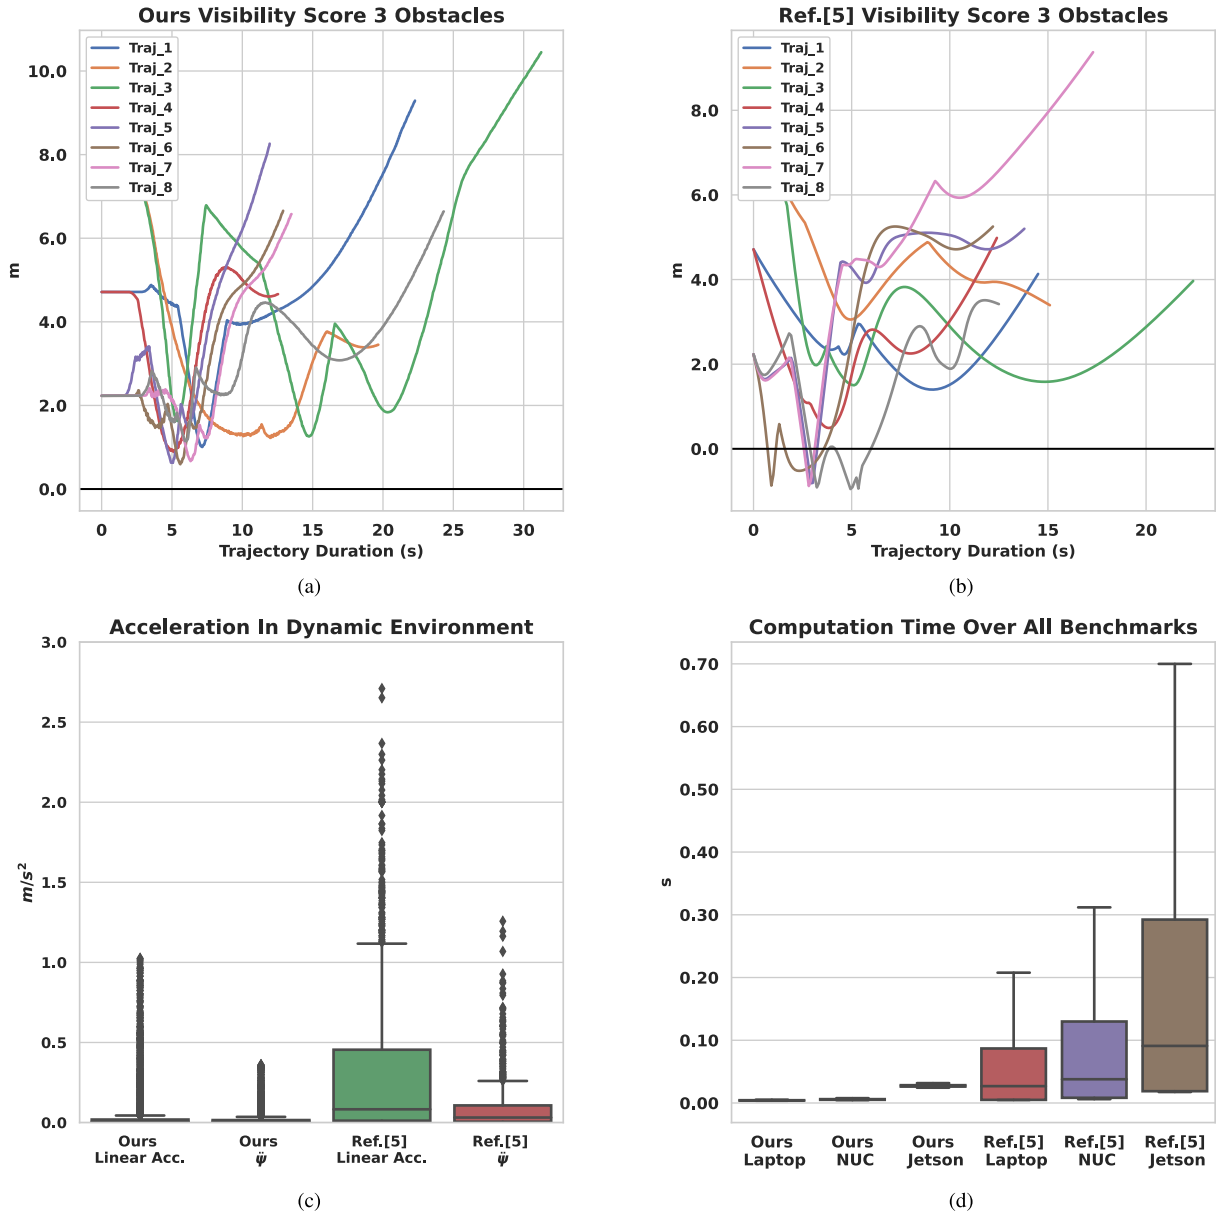 Ours Visibility Score 3 Obstacles
Traj_1
Traj_2
Traj_3
Traj_4
Traj_5
Traj_6
Traj_7
Traj_8
10.0
8.0
6.0
4.0
2.0
0.0
m
0 5 10 15 20 25 30
Trajectory Duration (s)
(a)
Ref.[5] Visibility Score 3 Obstacles
Traj_1
Traj_2
Traj_3
Traj_4
Traj_5
Traj_6
Traj_7
Traj_8
8.0
6.0
4.0
2.0
0.0
m
0 5 10 15 20
Trajectory Duration (s)
(b)
Acceleration In Dynamic Environment
3.0
2.5
2.0
1.5
1.0
0.5
0.0
m/s²
Ours Ours Ref.[5] Ref.[5]
Linear Acc. ψ̈ Linear Acc. ψ̈
(c)
Computation Time Over All Benchmarks
0.70
0.60
0.50
0.40
0.30
0.20
0.10
0.00
s
Ours Ours Ours Ref.[5] Ref.[5] Ref.[5]
Laptop NUC Jetson Laptop NUC Jetson
(d)